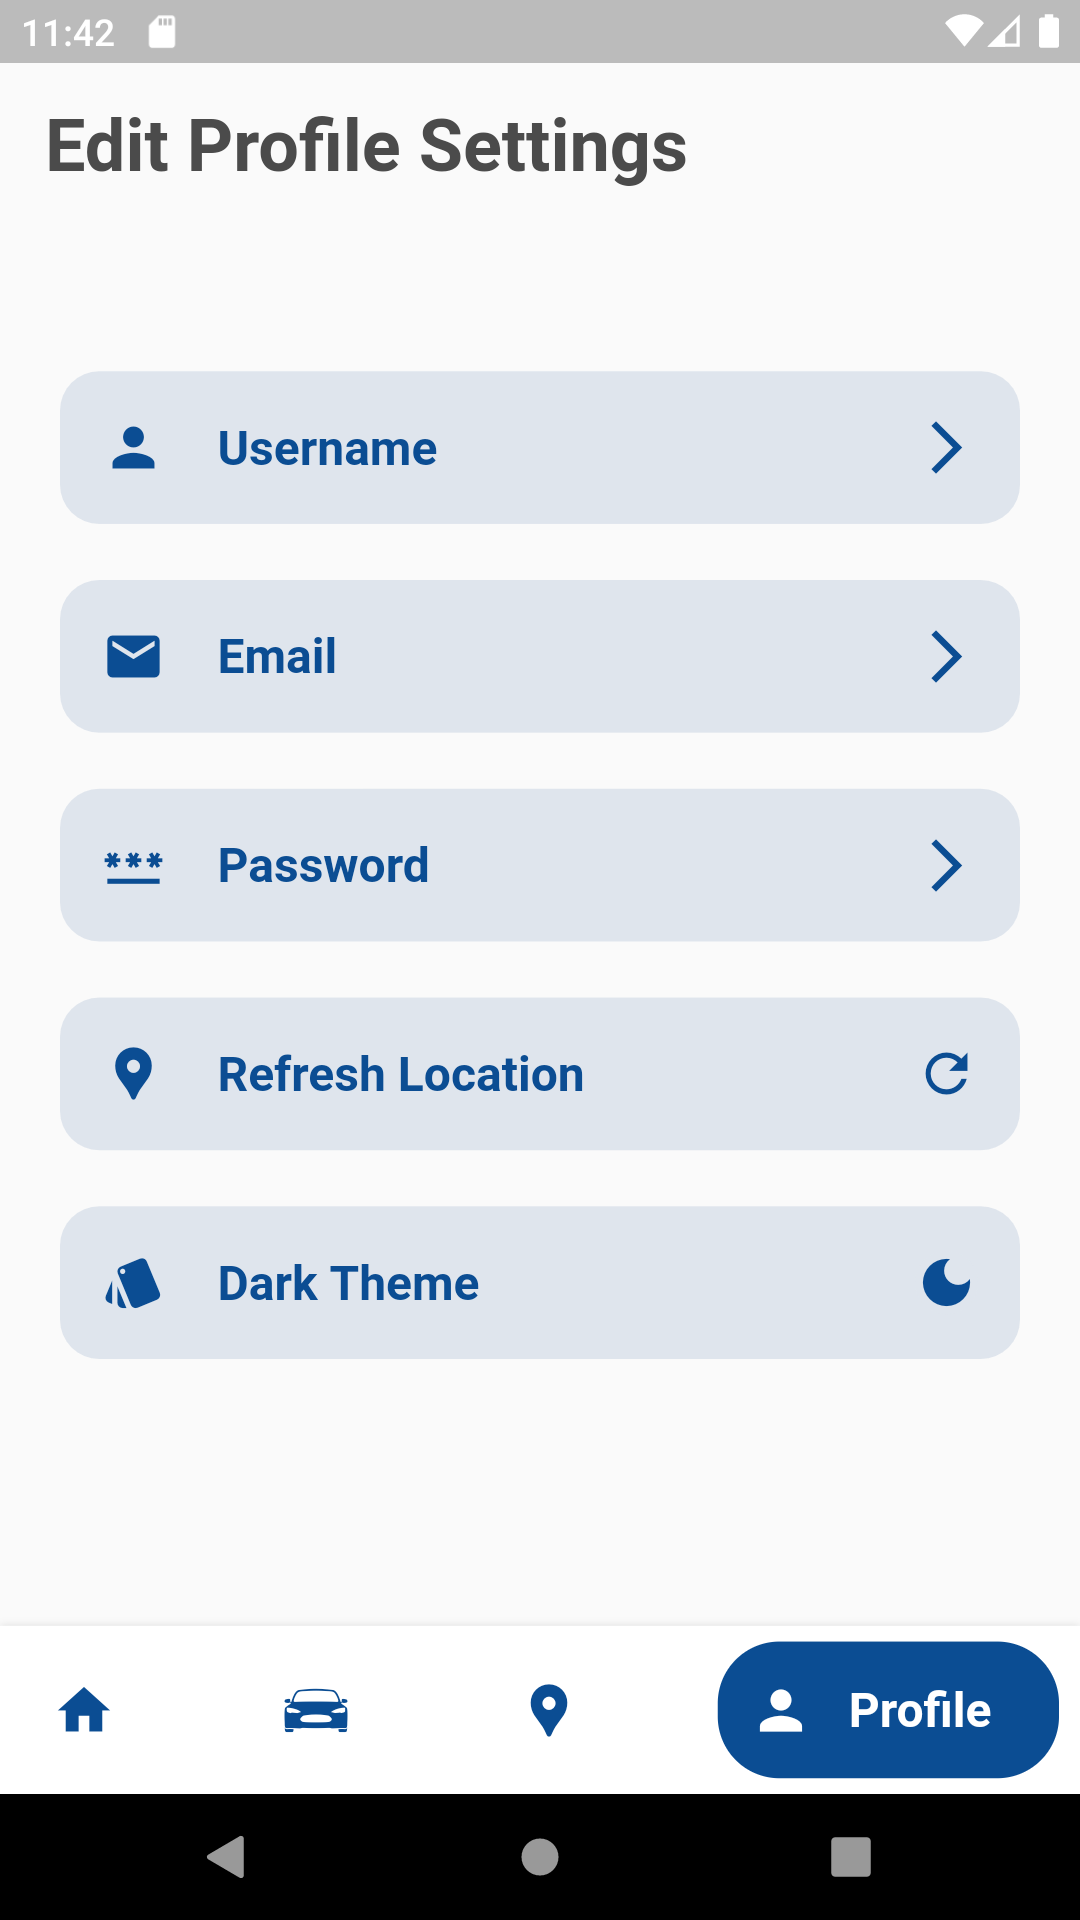 11:42
Edit Profile Settings
Username
Email
Password
Refresh Location
Dark Theme
Profile